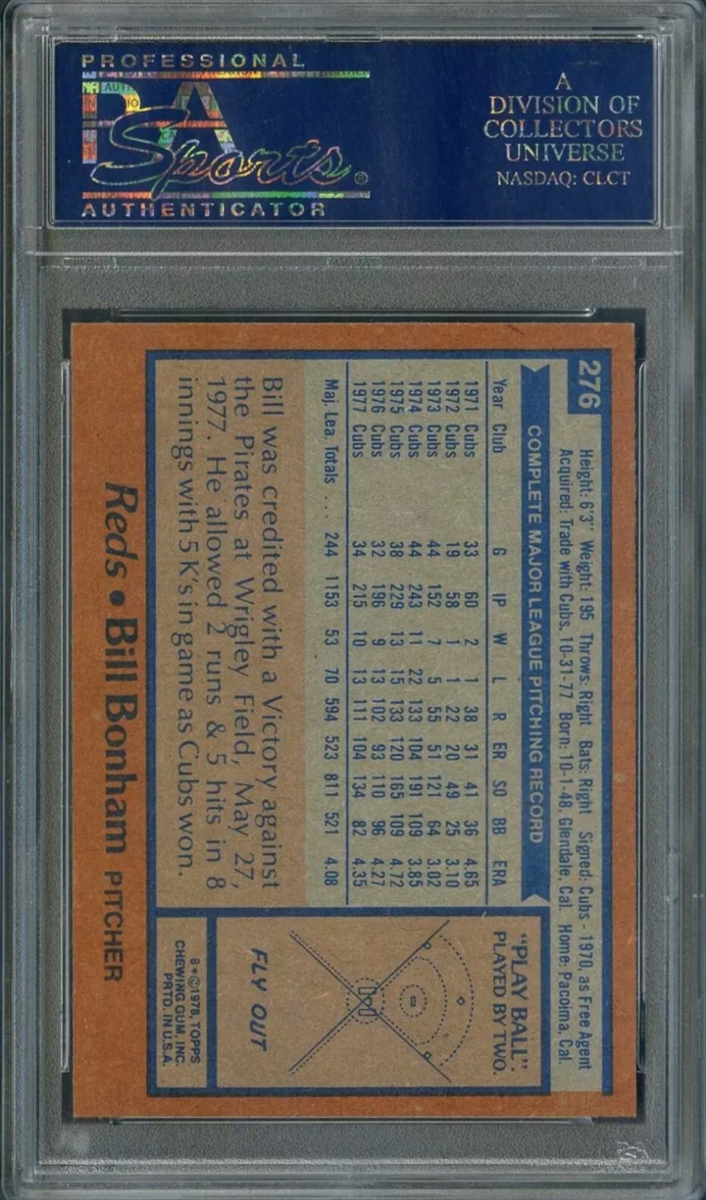 PROFESSIONAL
PSA
Sports®
AUTHENTICATOR
A
DIVISION OF
COLLECTORS
UNIVERSE
NASDAQ: CLCT
276
Height: 6'3" Weight: 195 Throws: Right Bats: Right Signed: Cubs - 1970, as Free Agent
Acquired: Trade with Cubs, 10-31-77 Born: 10-1-48, Glendale, Cal. Home: Pacoima, Cal.
COMPLETE MAJOR LEAGUE PITCHING RECORD
Year Club G IP W L R ER SO BB ERA
1971 Cubs 33 60 2 1 38 31 41 36 4.65
1972 Cubs 19 58 1 1 22 20 49 25 3.10
1973 Cubs 44 152 7 5 55 51 121 64 3.02
1974 Cubs 44 243 11 22 133 104 191 109 3.85
1975 Cubs 38 229 13 15 133 120 165 109 4.72
1976 Cubs 32 196 9 13 102 93 110 96 4.27
1977 Cubs 34 215 10 13 111 104 134 82 4.35
Maj. Lea. Totals ... 244 1153 53 70 594 523 811 521 4.08
Bill was credited with a Victory against
the Pirates at Wrigley Field, May 27,
1977. He allowed 2 runs & 5 hits in 8
innings with 5 K's in game as Cubs won.
"PLAY BALL".
PLAYED BY TWO.
FLY OUT
8★©1978, TOPPS
CHEWING GUM, INC.
PRTD. IN U.S.A.
Reds • Bill Bonham PITCHER